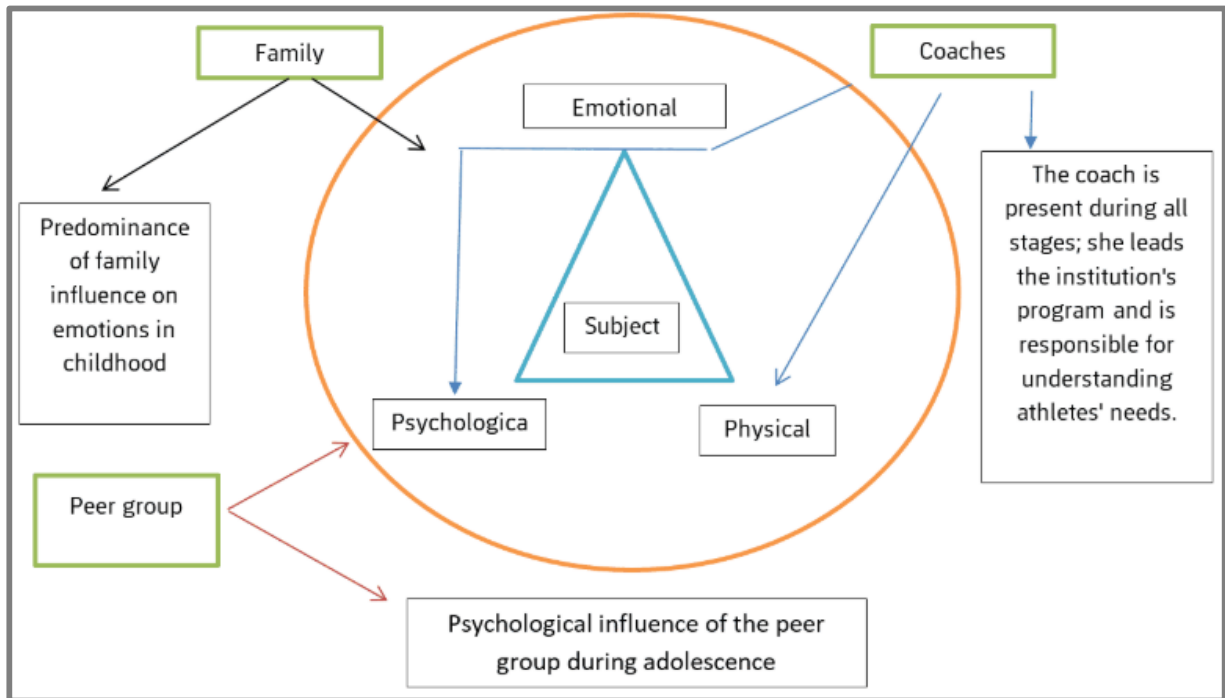 Family
Coaches
Emotional
Predominance
of family
influence on
emotions in
childhood
The coach is
present during all
stages; she leads
the institution's
program and is
responsible for
understanding
athletes' needs.
Subject
Psychologica
Physical
Peer group
Psychological influence of the peer
group during adolescence